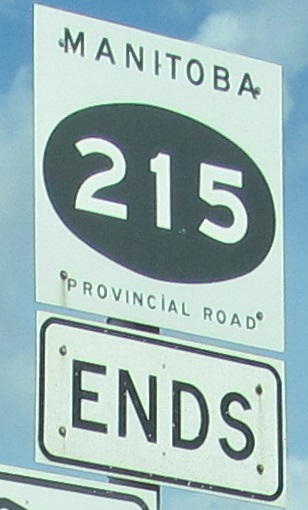 MANITOBA
215
PROVINCIAL ROAD
ENDS